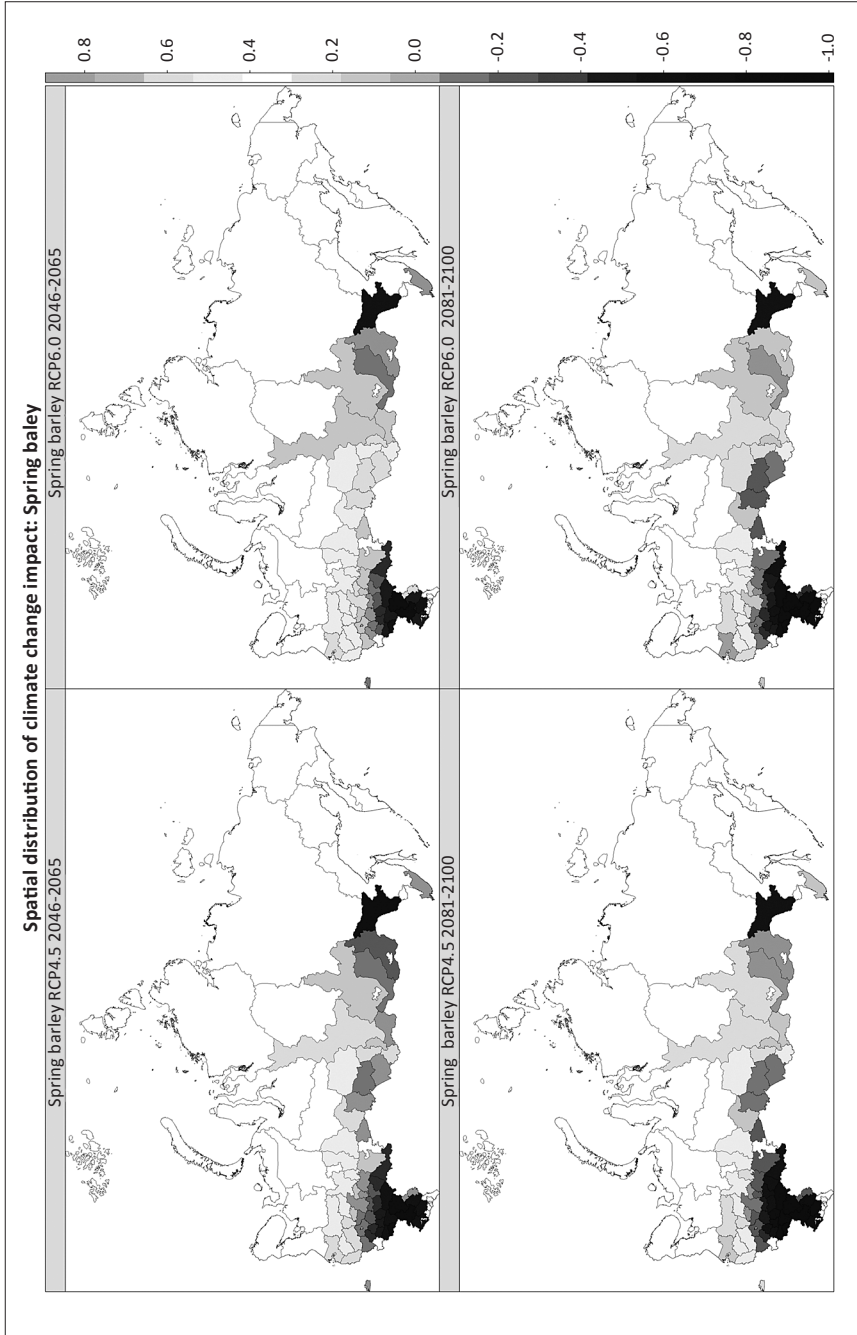 Spatial distribution of climate change impact: Spring baley
Spring barley RCP4.5 2046-2065
Spring barley RCP6.0 2046-2065
Spring barley RCP4.5 2081-2100
Spring barley RCP6.0 2081-2100
0.8
0.6
0.4
0.2
0.0
-0.2
-0.4
-0.6
-0.8
-1.0